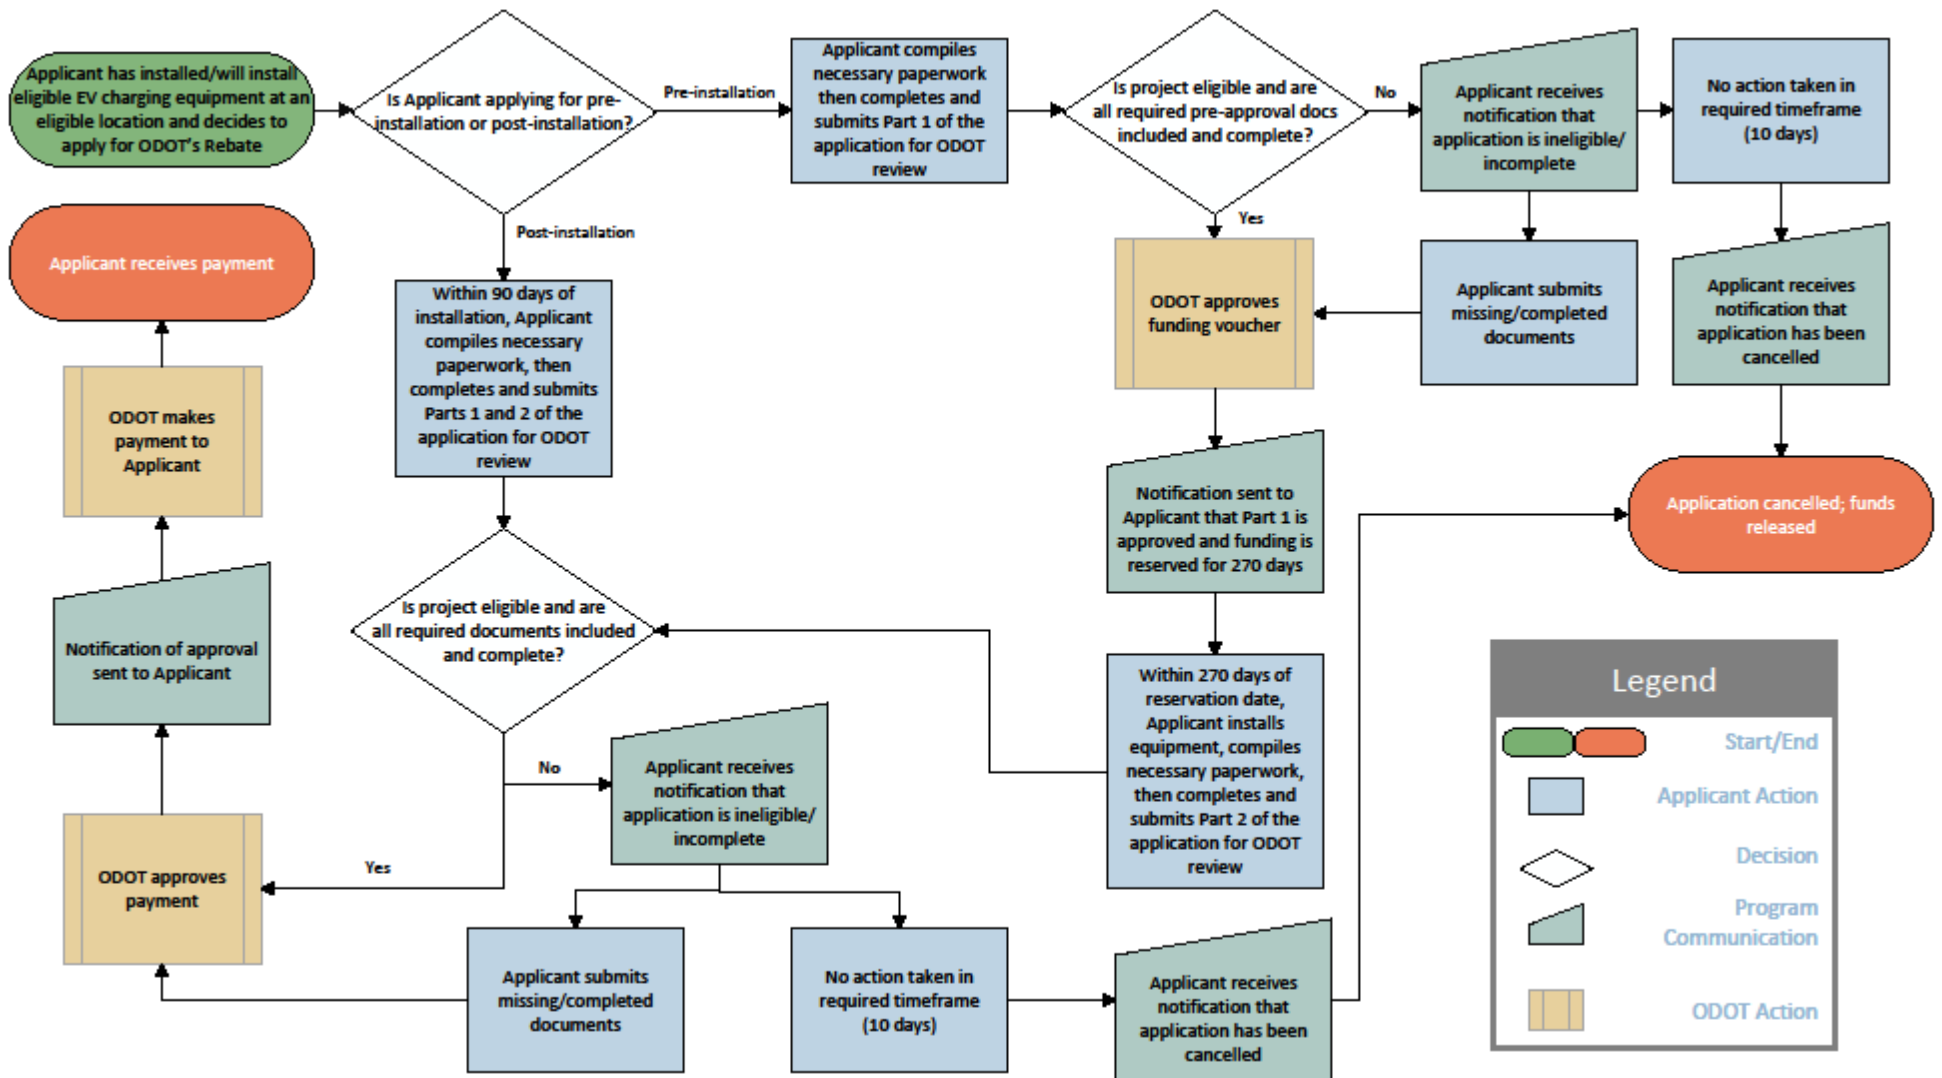 Applicant has installed/will install
eligible EV charging equipment at an
eligible location and decides to
apply for ODOT's Rebate
Is Applicant applying for pre-
installation or post-installation?
Pre-installation
Applicant compiles
necessary paperwork
then completes and
submits Part 1 of the
application for ODOT
review
Is project eligible and are
all required pre-approval docs
included and complete?
No
Applicant receives
notification that
application is ineligible/
incomplete
No action taken in
required timeframe
(10 days)
Applicant receives payment
Post-installation
Yes
Within 90 days of
installation, Applicant
compiles necessary
paperwork, then
completes and submits
Parts 1 and 2 of the
application for ODOT
review
ODOT approves
funding voucher
Applicant submits
missing/completed
documents
Applicant receives
notification that
application has been
cancelled
ODOT makes
payment to
Applicant
Notification sent to
Applicant that Part 1 is
approved and funding is
reserved for 270 days
Application cancelled; funds
released
Notification of approval
sent to Applicant
Is project eligible and are
all required documents included
and complete?
Within 270 days of
reservation date,
Applicant installs
equipment, compiles
necessary paperwork,
then completes and
submits Part 2 of the
application for ODOT
review
No
Applicant receives
notification that
application is ineligible/
incomplete
Yes
ODOT approves
payment
Applicant submits
missing/completed
documents
No action taken in
required timeframe
(10 days)
Applicant receives
notification that
application has been
cancelled
Legend
Start/End
Applicant Action
Decision
Program
Communication
ODOT Action